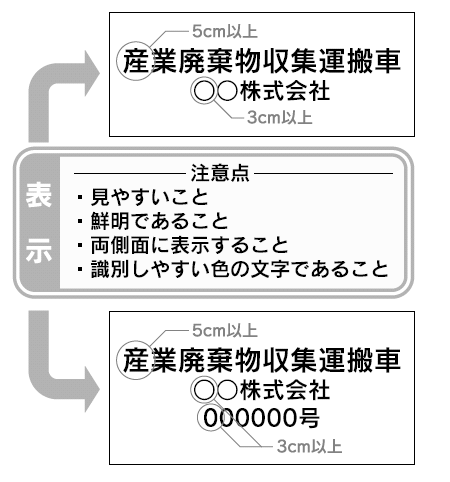 5cm以上
産業廃棄物収集運搬車
〇〇株式会社
3cm以上
表示
注意点
・見やすいこと
・鮮明であること
・両側面に表示すること
・識別しやすい色の文字であること
5cm以上
産業廃棄物収集運搬車
〇〇株式会社
000000号
3cm以上